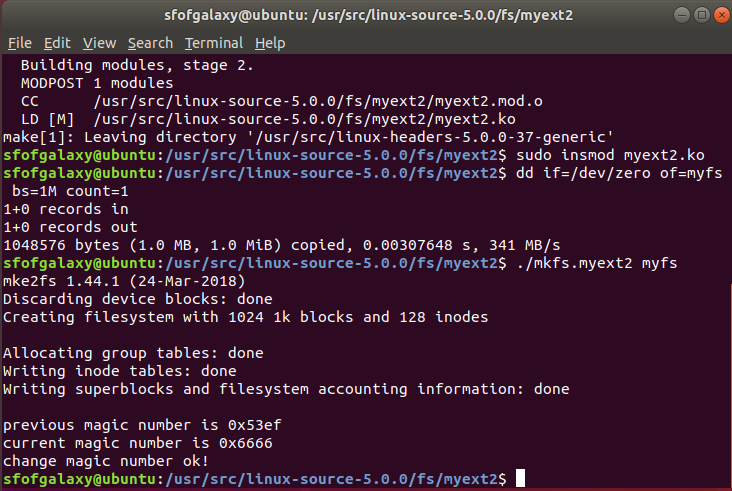 sfofgalaxy@ubuntu: /usr/src/linux-source-5.0.0/fs/myext2
File Edit View Search Terminal Help
  Building modules, stage 2.
  MODPOST 1 modules
  CC      /usr/src/linux-source-5.0.0/fs/myext2/myext2.mod.o
  LD [M]  /usr/src/linux-source-5.0.0/fs/myext2/myext2.ko
make[1]: Leaving directory '/usr/src/linux-headers-5.0.0-37-generic'
sfofgalaxy@ubuntu:/usr/src/linux-source-5.0.0/fs/myext2$ sudo insmod myext2.ko
sfofgalaxy@ubuntu:/usr/src/linux-source-5.0.0/fs/myext2$ dd if=/dev/zero of=myfs
 bs=1M count=1
1+0 records in
1+0 records out
1048576 bytes (1.0 MB, 1.0 MiB) copied, 0.00307648 s, 341 MB/s
sfofgalaxy@ubuntu:/usr/src/linux-source-5.0.0/fs/myext2$ ./mkfs.myext2 myfs
mke2fs 1.44.1 (24-Mar-2018)
Discarding device blocks: done
Creating filesystem with 1024 1k blocks and 128 inodes

Allocating group tables: done
Writing inode tables: done
Writing superblocks and filesystem accounting information: done

previous magic number is 0x53ef
current magic number is 0x6666
change magic number ok!
sfofgalaxy@ubuntu:/usr/src/linux-source-5.0.0/fs/myext2$